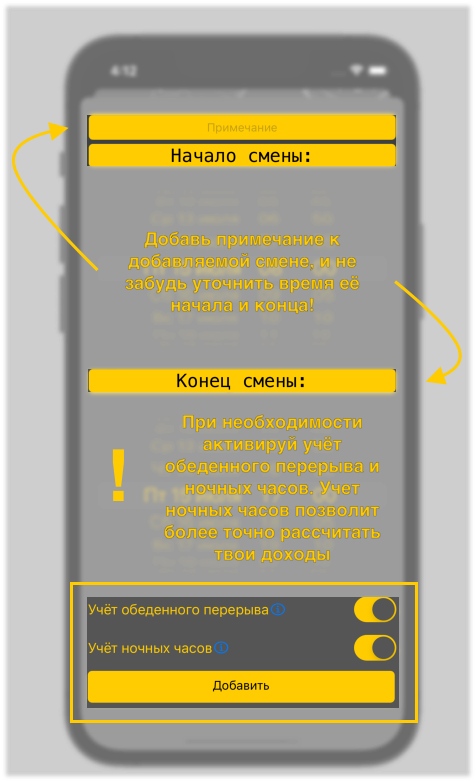 4:12
Примечание
Начало смены:
Добавь примечание к
добавляемой смене, и не
забудь уточнить время её
начала и конца!
Конец смены:
При необходимости
активируй учёт
обеденного перерыва и
ночных часов. Учет
ночных часов позволит
более точно рассчитать
твои доходы
!
Учёт обеденного перерыва
Учёт ночных часов
Добавить